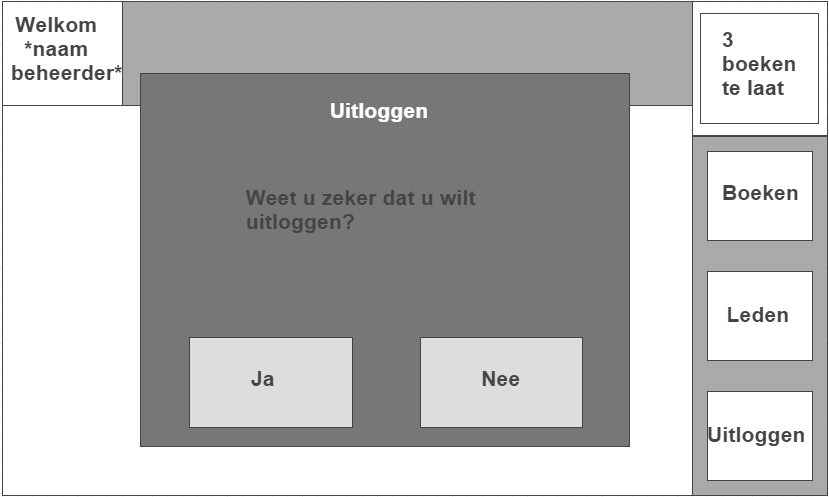 Welkom
*naam
beheerder*
3
boeken
te laat
Uitloggen
Weet u zeker dat u wilt
uitloggen?
Ja
Nee
Boeken
Leden
Uitloggen